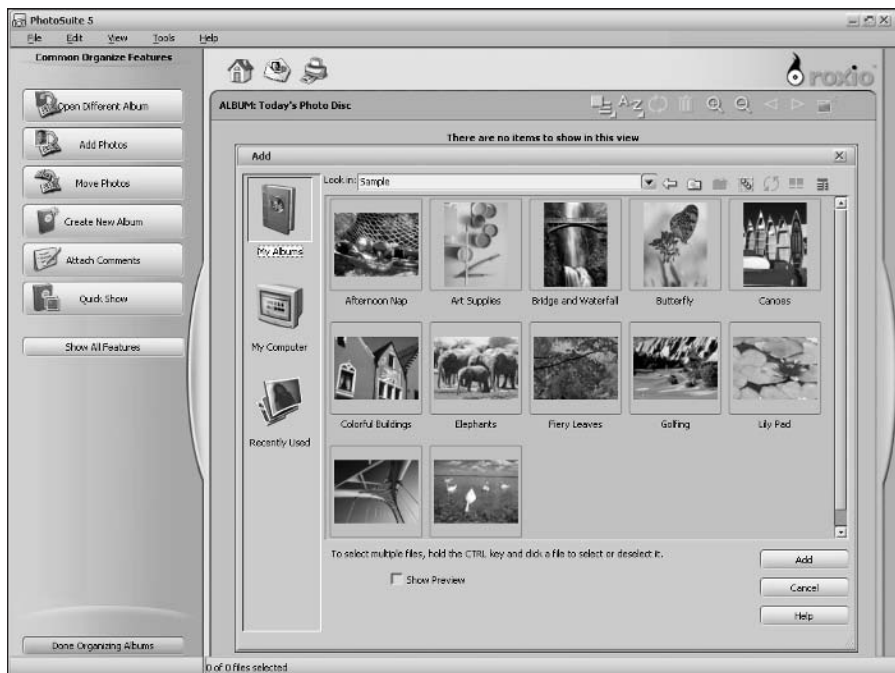 PhotoSuite 5
File Edit View Tools Help
Common Organize Features
Open Different Album
Add Photos
Move Photos
Create New Album
Attach Comments
Quick Show
Show All Features
Done Organizing Albums
roxio
ALBUM: Today's Photo Disc
A-Z
There are no items to show in this view
Add
Look in: Sample
My Albums
My Computer
Recently Used
Afternoon Nap Art Supplies Bridge and Waterfall Butterfly Canoes
Colorful Buildings Elephants Fiery Leaves Golfing Lily Pad
To select multiple files, hold the CTRL key and click a file to select or deselect it.
Show Preview
Add
Cancel
Help
0 of 0 files selected